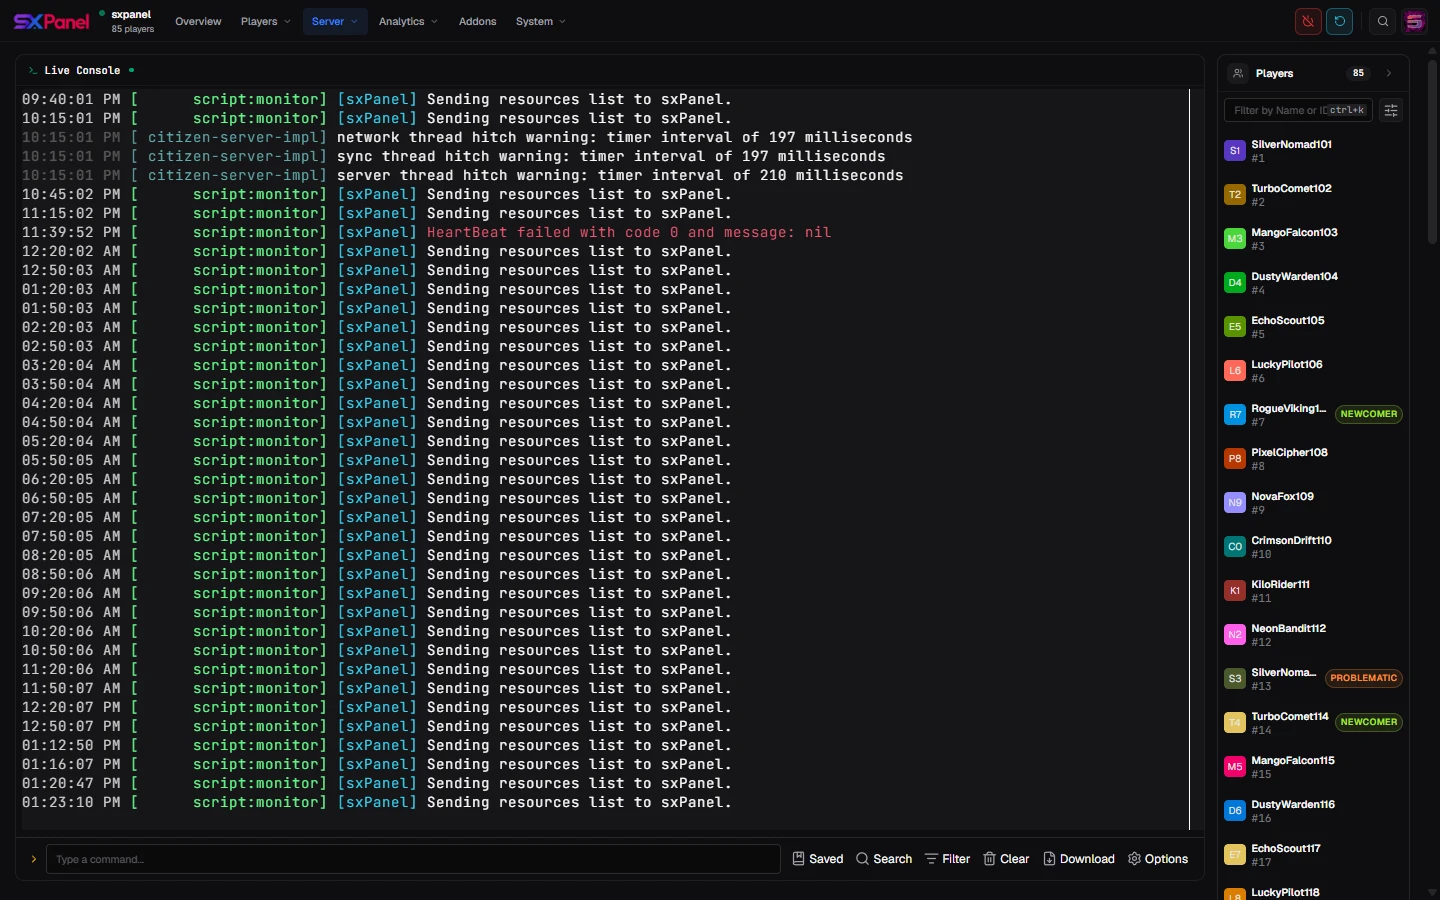 SXPanel
sxpanel
85 players
Overview
Players
Server
Analytics
Addons
System
Live Console
09:40:01 PM [ script:monitor] [sxPanel] Sending resources list to sxPanel.
10:15:01 PM [ script:monitor] [sxPanel] Sending resources list to sxPanel.
10:15:01 PM [ citizen-server-impl] network thread hitch warning: timer interval of 197 milliseconds
10:15:01 PM [ citizen-server-impl] sync thread hitch warning: timer interval of 197 milliseconds
10:15:01 PM [ citizen-server-impl] server thread hitch warning: timer interval of 210 milliseconds
10:45:02 PM [ script:monitor] [sxPanel] Sending resources list to sxPanel.
11:15:02 PM [ script:monitor] [sxPanel] Sending resources list to sxPanel.
11:39:52 PM [ script:monitor] [sxPanel] HeartBeat failed with code 0 and message: nil
12:20:02 AM [ script:monitor] [sxPanel] Sending resources list to sxPanel.
12:50:03 AM [ script:monitor] [sxPanel] Sending resources list to sxPanel.
01:20:03 AM [ script:monitor] [sxPanel] Sending resources list to sxPanel.
01:50:03 AM [ script:monitor] [sxPanel] Sending resources list to sxPanel.
02:20:03 AM [ script:monitor] [sxPanel] Sending resources list to sxPanel.
02:50:03 AM [ script:monitor] [sxPanel] Sending resources list to sxPanel.
03:20:04 AM [ script:monitor] [sxPanel] Sending resources list to sxPanel.
03:50:04 AM [ script:monitor] [sxPanel] Sending resources list to sxPanel.
04:20:04 AM [ script:monitor] [sxPanel] Sending resources list to sxPanel.
04:50:04 AM [ script:monitor] [sxPanel] Sending resources list to sxPanel.
05:20:04 AM [ script:monitor] [sxPanel] Sending resources list to sxPanel.
05:50:05 AM [ script:monitor] [sxPanel] Sending resources list to sxPanel.
06:20:05 AM [ script:monitor] [sxPanel] Sending resources list to sxPanel.
06:50:05 AM [ script:monitor] [sxPanel] Sending resources list to sxPanel.
07:20:05 AM [ script:monitor] [sxPanel] Sending resources list to sxPanel.
07:50:05 AM [ script:monitor] [sxPanel] Sending resources list to sxPanel.
08:20:05 AM [ script:monitor] [sxPanel] Sending resources list to sxPanel.
08:50:06 AM [ script:monitor] [sxPanel] Sending resources list to sxPanel.
09:20:06 AM [ script:monitor] [sxPanel] Sending resources list to sxPanel.
09:50:06 AM [ script:monitor] [sxPanel] Sending resources list to sxPanel.
10:20:06 AM [ script:monitor] [sxPanel] Sending resources list to sxPanel.
10:50:06 AM [ script:monitor] [sxPanel] Sending resources list to sxPanel.
11:20:06 AM [ script:monitor] [sxPanel] Sending resources list to sxPanel.
11:50:07 AM [ script:monitor] [sxPanel] Sending resources list to sxPanel.
12:20:07 PM [ script:monitor] [sxPanel] Sending resources list to sxPanel.
12:50:07 PM [ script:monitor] [sxPanel] Sending resources list to sxPanel.
01:12:50 PM [ script:monitor] [sxPanel] Sending resources list to sxPanel.
01:16:07 PM [ script:monitor] [sxPanel] Sending resources list to sxPanel.
01:20:47 PM [ script:monitor] [sxPanel] Sending resources list to sxPanel.
01:23:10 PM [ script:monitor] [sxPanel] Sending resources list to sxPanel.
Type a command...
Saved
Search
Filter
Clear
Download
Options
Players
85
Filter by Name or ID
ctrl+k
S1 SilverNomad101
#1
T2 TurboComet102
#2
M3 MangoFalcon103
#3
D4 DustyWarden104
#4
E5 EchoScout105
#5
L6 LuckyPilot106
#6
R7 RogueViking1... NEWCOMER
#7
P8 PixelCipher108
#8
N9 NovaFox109
#9
C0 CrimsonDrift110
#10
K1 KiloRider111
#11
N2 NeonBandit112
#12
S3 SilverNoma... PROBLEMATIC
#13
T4 TurboComet114 NEWCOMER
#14
M5 MangoFalcon115
#15
D6 DustyWarden116
#16
E7 EchoScout117
#17
L8 LuckyPilot118